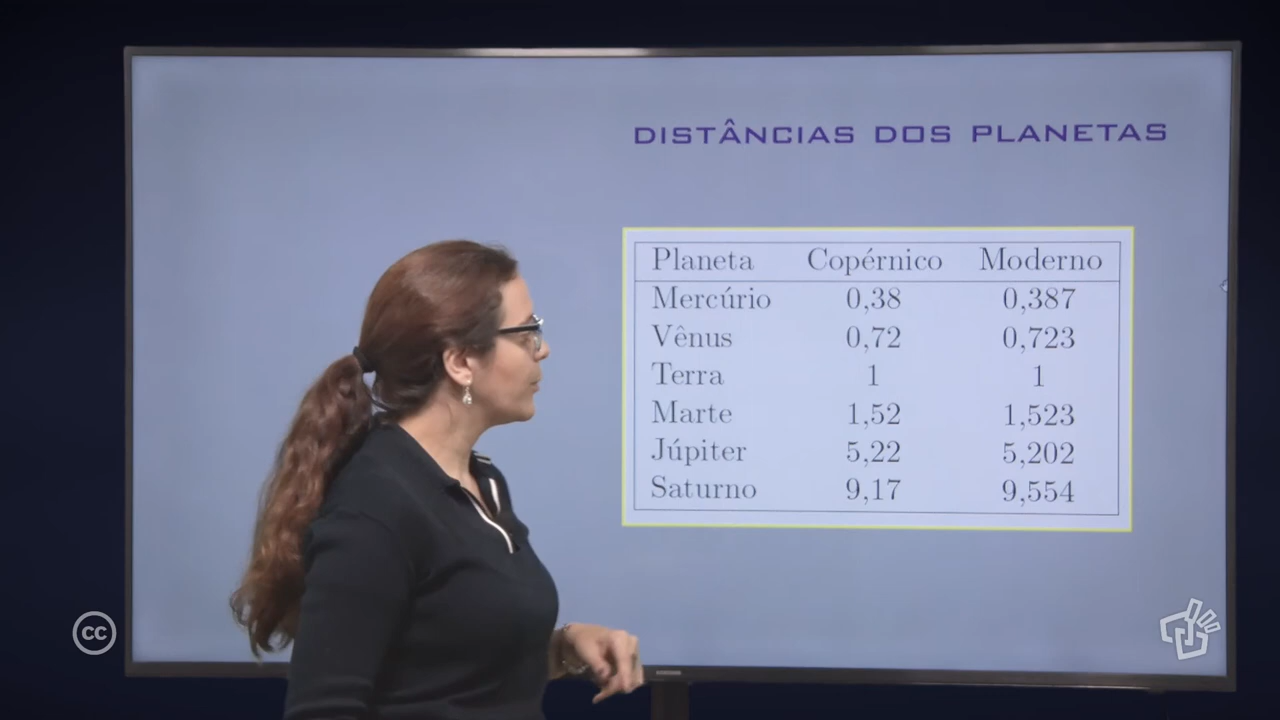 DISTÂNCIAS DOS PLANETAS
Planeta Copérnico Moderno
Mercúrio 0,38 0,387
Vênus 0,72 0,723
Terra 1 1
Marte 1,52 1,523
Júpiter 5,22 5,202
Saturno 9,17 9,554
cc